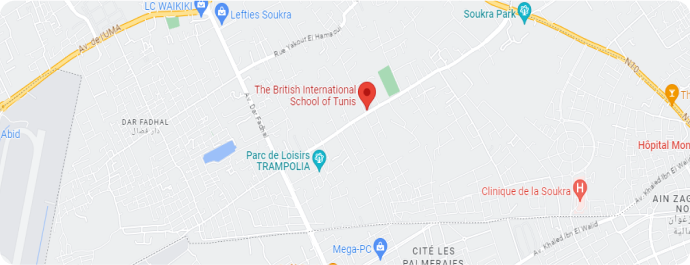 LC WAIKIKI
Lefties Soukra
Soukra Park
Av. de l'UMA
Rue Yakout El Hamaoui
N10
The British International
School of Tunis
Av. Dar Fadhal
DAR FADHAL
دار فضال
Abid
Parc de Loisirs
TRAMPOLIA
Th
Hôpital Mon
Clinique de la Soukra
Av. Khaled Ibn El Walid
AIN ZAG
NO
Av. Khaled Ibn El Walid
Mega-PC
CITÉ LES
PALMERAIES